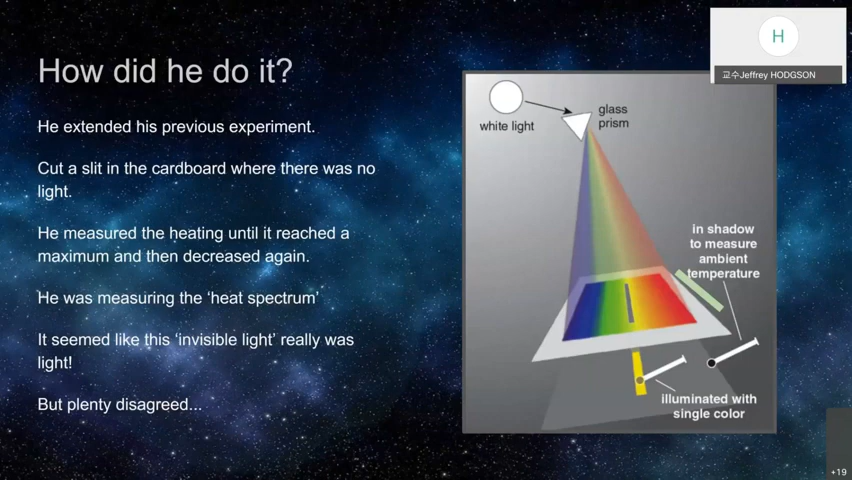 H
교수Jeffrey HODGSON
How did he do it?
He extended his previous experiment.
Cut a slit in the cardboard where there was no
light.
He measured the heating until it reached a
maximum and then decreased again.
He was measuring the ‘heat spectrum’
It seemed like this ‘invisible light’ really was
light!
But plenty disagreed...
white light
glass
prism
in shadow
to measure
ambient
temperature
illuminated with
single color
+19